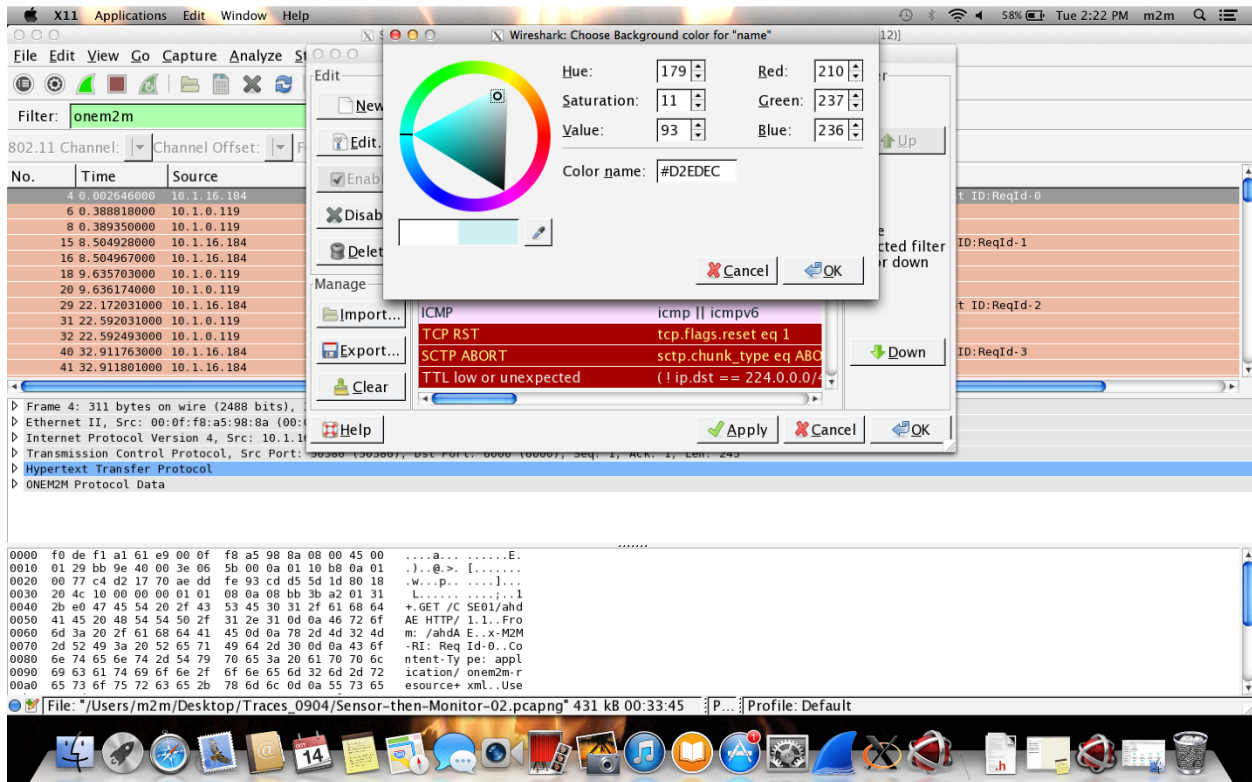 X11 Applications Edit Window Help 58% Tue 2:22 PM m2m
Wireshark: Choose Background color for "name" 12)]
File Edit View Go Capture Analyze
Filter: onem2m
802.11 Channel: Channel Offset:
No. Time Source
4 0.002646000 10.1.16.184 t ID:ReqId-0
6 0.388818000 10.1.0.119
8 0.389350000 10.1.0.119
15 8.504928000 10.1.16.184 ID:ReqId-1
16 8.504967000 10.1.16.184
18 9.635703000 10.1.0.119
20 9.636174000 10.1.0.119
29 22.172031000 10.1.16.184 t ID:ReqId-2
31 22.592031000 10.1.0.119
32 22.592493000 10.1.0.119
40 32.911763000 10.1.16.184 ID:ReqId-3
41 32.911801000 10.1.16.184
Edit
New
Edit.
Enab
Disab
Delet
Manage
Import...
Export...
Clear
Hue: 179 Red: 210
Saturation: 11 Green: 237
Value: 93 Blue: 236
Color name: #D2EDEC
Cancel OK
Up
cted filter
or down
Down
ICMP icmp || icmpv6
TCP RST tcp.flags.reset eq 1
SCTP ABORT sctp.chunk_type eq ABO
TTL low or unexpected ( ! ip.dst == 224.0.0.0/4
Help Apply Cancel OK
Frame 4: 311 bytes on wire (2488 bits),
Ethernet II, Src: 00:0f:f8:a5:98:8a (00:
Internet Protocol Version 4, Src: 10.1.1
Transmission Control Protocol, Src Port: 50386 (50386), Dst Port: 6000 (6000), Seq: 1, Ack: 1, Len: 245
Hypertext Transfer Protocol
ONEM2M Protocol Data
0000 f0 de f1 a1 61 e9 00 0f f8 a5 98 8a 08 00 45 00 ....a... ......E.
0010 01 29 bb 9e 40 00 3e 06 5b 00 0a 01 10 b8 0a 01 .)..@.>. [.......
0020 00 77 c4 d2 17 70 ae dd fe 93 cd d5 5d 1d 80 18 .w...p.. ....]...
0030 20 4c 10 00 00 00 01 01 08 0a 08 bb 3b a2 01 31 L...... ....;..1
0040 2b e0 47 45 54 20 2f 43 53 45 30 31 2f 61 68 64 +.GET /C SE01/ahd
0050 41 45 20 48 54 54 50 2f 31 2e 31 0d 0a 46 72 6f AE HTTP/ 1.1..Fro
0060 6d 3a 20 2f 61 68 64 41 45 0d 0a 78 2d 4d 32 4d m: /ahdA E..x-M2M
0070 2d 52 49 3a 20 52 65 71 49 64 2d 30 0d 0a 43 6f -RI: Req Id-0..Co
0080 6e 74 65 6e 74 2d 54 79 70 65 3a 20 61 70 70 6c ntent-Ty pe: appl
0090 69 63 61 74 69 6f 6e 2f 6f 6e 65 6d 32 6d 2d 72 ication/ onem2m-r
00a0 65 73 6f 75 72 63 65 2b 78 6d 6c 0d 0a 55 73 65 esource+ xml..Use
File: "/Users/m2m/Desktop/Traces_0904/Sensor-then-Monitor-02.pcapng" 431 kB 00:33:45 P... Profile: Default
OCT
14
1
.h